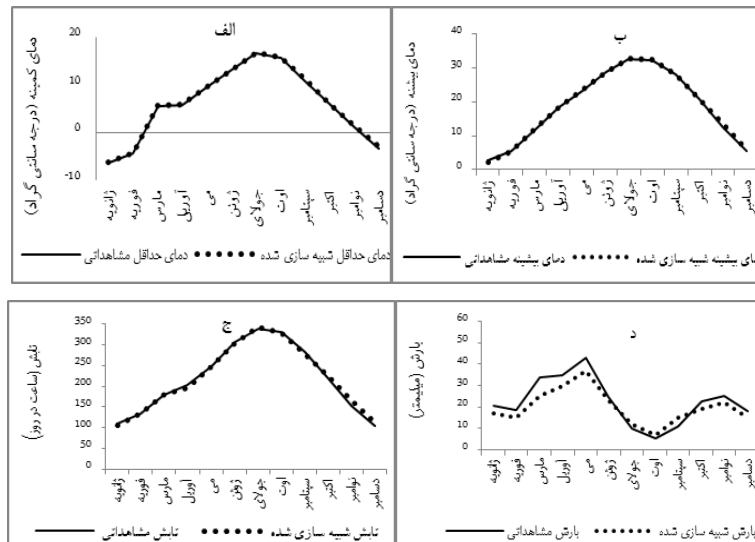 الف
دمای کمینه (درجه سانتی گراد)
20
10
0
-10
ژانویه
فوریه
مارس
آوریل
می
ژوئن
جولای
اوت
سپتامبر
اکتبر
نوامبر
دسامبر
دمای حداقل شبیه سازی شده
دمای حداقل مشاهداتی
ب
دمای بیشنه (درجه سانتی گراد)
40
30
20
10
0
ژانویه
فوریه
مارس
آوریل
می
ژوئن
جولای
اوت
سپتامبر
اکتبر
نوامبر
دسامبر
مای بیشینه شبیه سازی شده
دمای بیشینه مشاهداتی
ج
تابش (ساعت در روز)
350
300
250
200
150
100
50
0
ژانویه
فوریه
مارس
آوریل
می
ژوئن
جولای
اوت
سپتامبر
اکتبر
نوامبر
دسامبر
تابش شبیه سازی شده
تابش مشاهداتی
د
بارش (میلیمتر)
60
50
40
30
20
10
0
ژانویه
فوریه
مارس
آوریل
می
ژوئن
جولای
اوت
سپتامبر
اکتبر
نوامبر
دسامبر
بارش شبیه سازی شده
بارش مشاهداتی